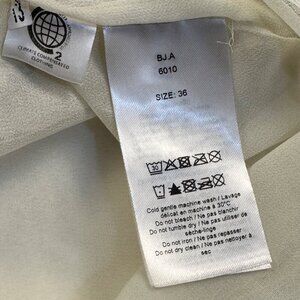 2
CLIMATE COMPENSATED
CLOTHING
BJ.A
6010
SIZE: 36
30
Cold gentle machine wash / Lavage
délicat en machine à 30°C
Do not bleach / Ne pas blanchir
Do not tumble dry / Ne pas utiliser de
sèche-linge
Do not iron / Ne pas repasser
Do not dry clean / Ne pas nettoyer à
sec